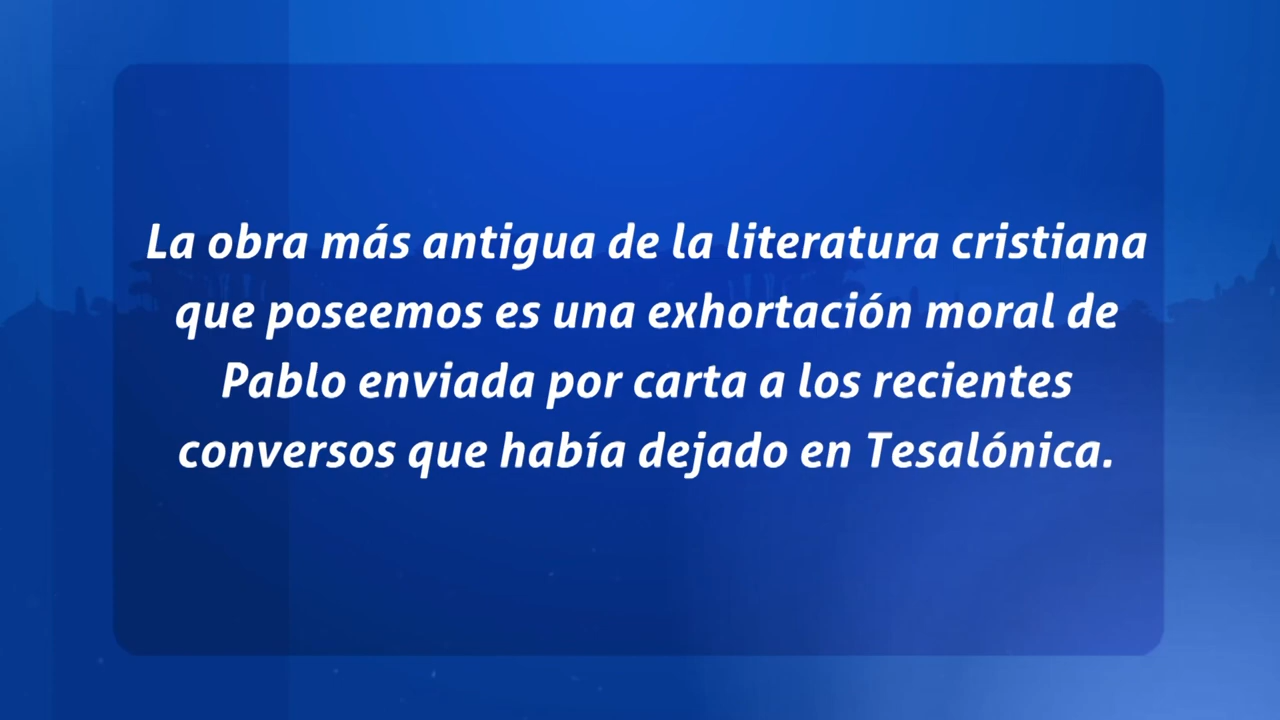 La obra más antigua de la literatura cristiana
que poseemos es una exhortación moral de
Pablo enviada por carta a los recientes
conversos que había dejado en Tesalónica.